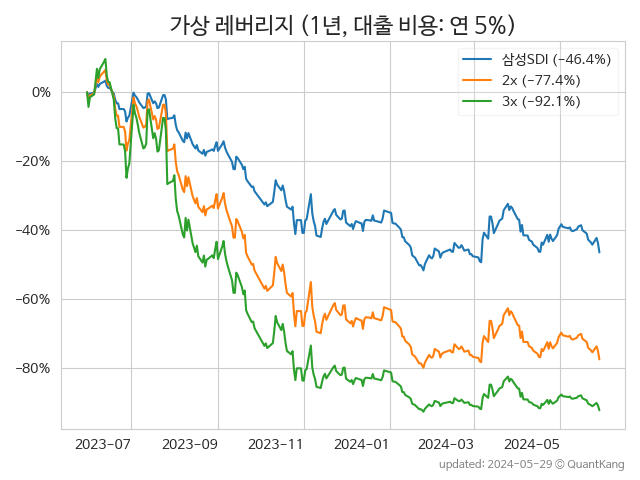 가상 레버리지 (1년, 대출 비용: 연 5%)
삼성SDI (−46.4%)
2x (−77.4%)
3x (−92.1%)
0%
−20%
−40%
−60%
−80%
2023-07 2023-09 2023-11 2024-01 2024-03 2024-05
updated: 2024-05-29 © QuantKang